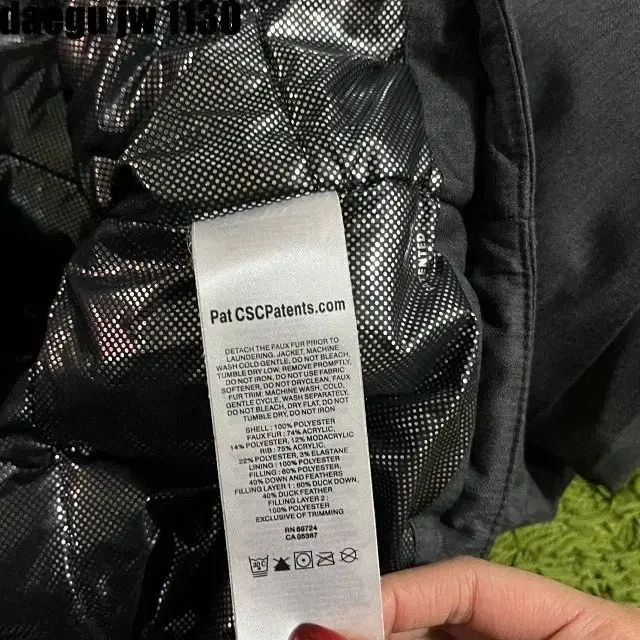 daegu jw 1130
PATENTED
Pat CSCPatents.com
DETACH THE FAUX FUR PRIOR TO
LAUNDERING. JACKET, MACHINE
WASH COLD GENTLE, DO NOT BLEACH,
TUMBLE DRY LOW, REMOVE PROMPTLY,
DO NOT IRON, DO NOT USE FABRIC
SOFTENER, DO NOT DRYCLEAN, FAUX
FUR TRIM: MACHINE WASH, COLD,
GENTLE CYCLE, WASH SEPARATELY,
DO NOT BLEACH, DRY FLAT, DO NOT
TUMBLE DRY, DO NOT IRON
SHELL: 100% POLYESTER
FAUX FUR: 74% ACRYLIC,
14% POLYESTER, 12% MODACRYLIC
RIB: 75% ACRYLIC,
22% POLYESTER, 3% ELASTANE
LINING: 100% POLYESTER
FILLING: 60% POLYESTER,
40% DOWN AND FEATHERS
FILLING LAYER 1: 60% DUCK DOWN,
40% DUCK FEATHER
FILLING LAYER 2:
100% POLYESTER
EXCLUSIVE OF TRIMMING
RN 69724
CA 05367
30°C